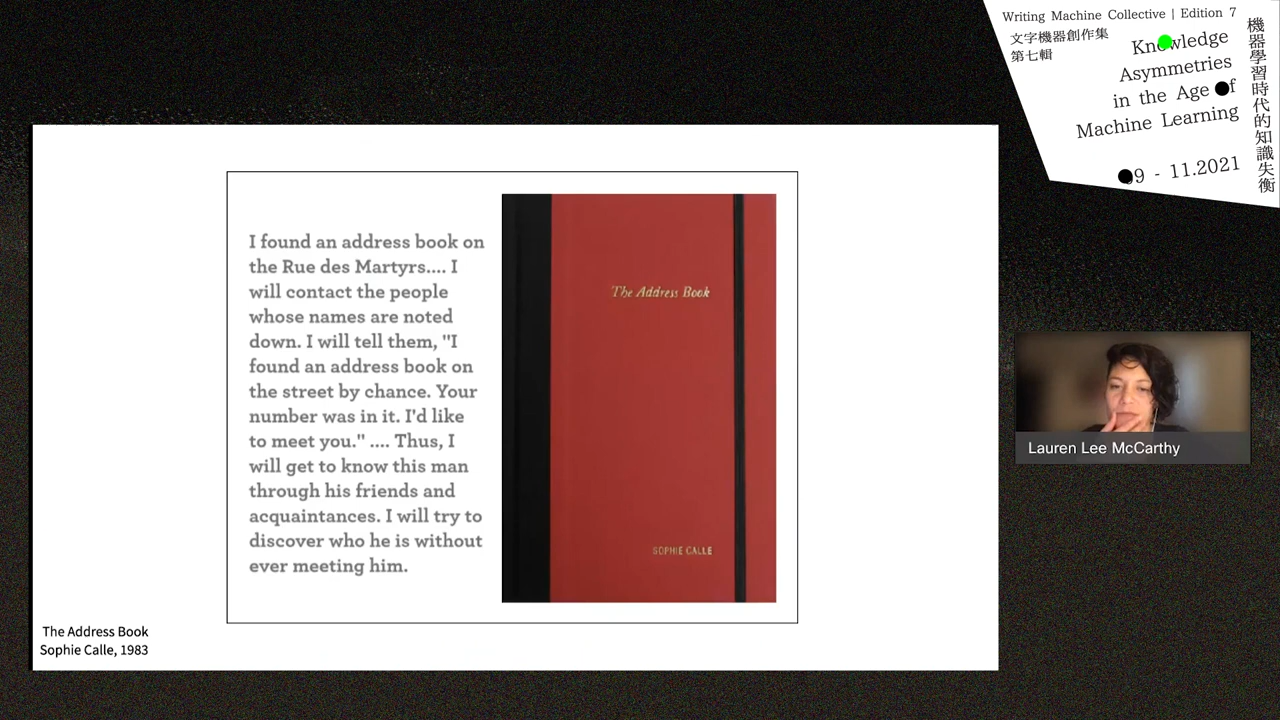 Writing Machine Collective | Edition 7
文字機器創作集
第七輯
Knowledge
Asymmetries
in the Age of
Machine Learning
09 - 11.2021
機器學習時代的知識失衡
I found an address book on
the Rue des Martyrs.... I
will contact the people
whose names are noted
down. I will tell them, "I
found an address book on
the street by chance. Your
number was in it. I'd like
to meet you." .... Thus, I
will get to know this man
through his friends and
acquaintances. I will try to
discover who he is without
ever meeting him.
The Address Book
SOPHIE CALLE
The Address Book
Sophie Calle, 1983
Lauren Lee McCarthy